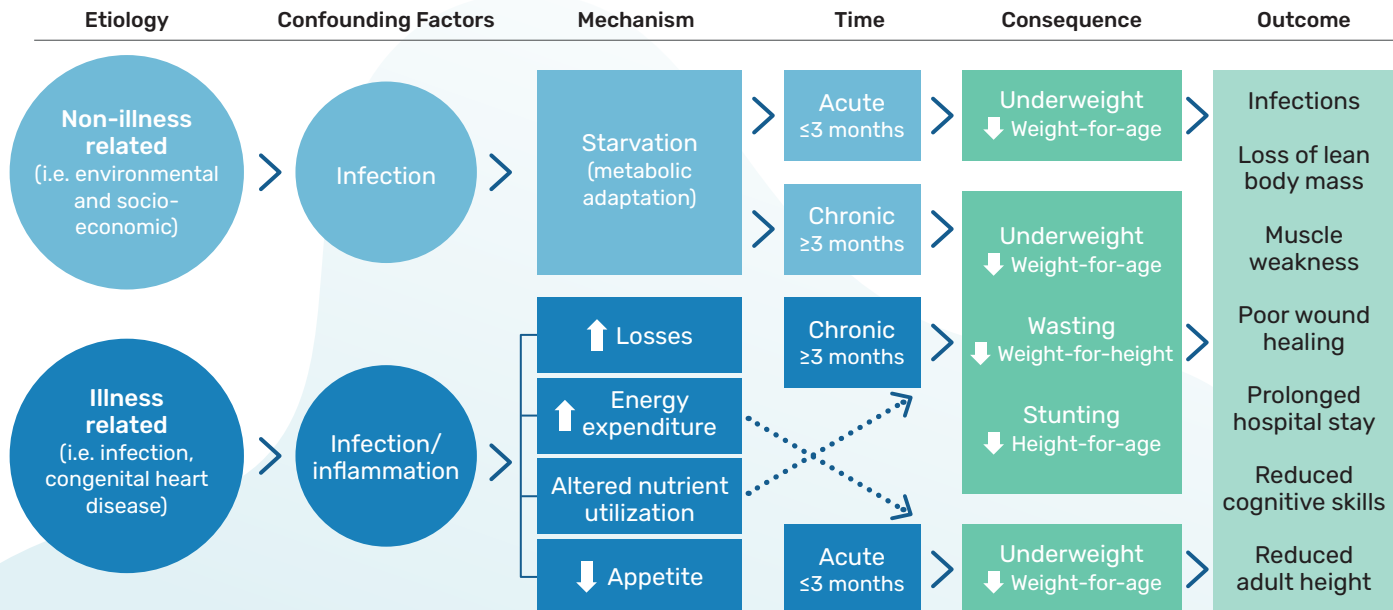 Etiology
Confounding Factors
Mechanism
Time
Consequence
Outcome
Non-illness
related
(i.e. environmental
and socio-
economic)
Infection
Starvation
(metabolic
adaptation)
Acute
≤3 months
Underweight
Weight-for-age
Chronic
≥3 months
Illness
related
(i.e. infection,
congenital heart
disease)
Infection/
inflammation
Losses
Energy
expenditure
Altered nutrient
utilization
Appetite
Chronic
≥3 months
Underweight
Weight-for-age
Wasting
Weight-for-height
Stunting
Height-for-age
Acute
≤3 months
Underweight
Weight-for-age
Infections
Loss of lean
body mass
Muscle
weakness
Poor wound
healing
Prolonged
hospital stay
Reduced
cognitive skills
Reduced
adult height